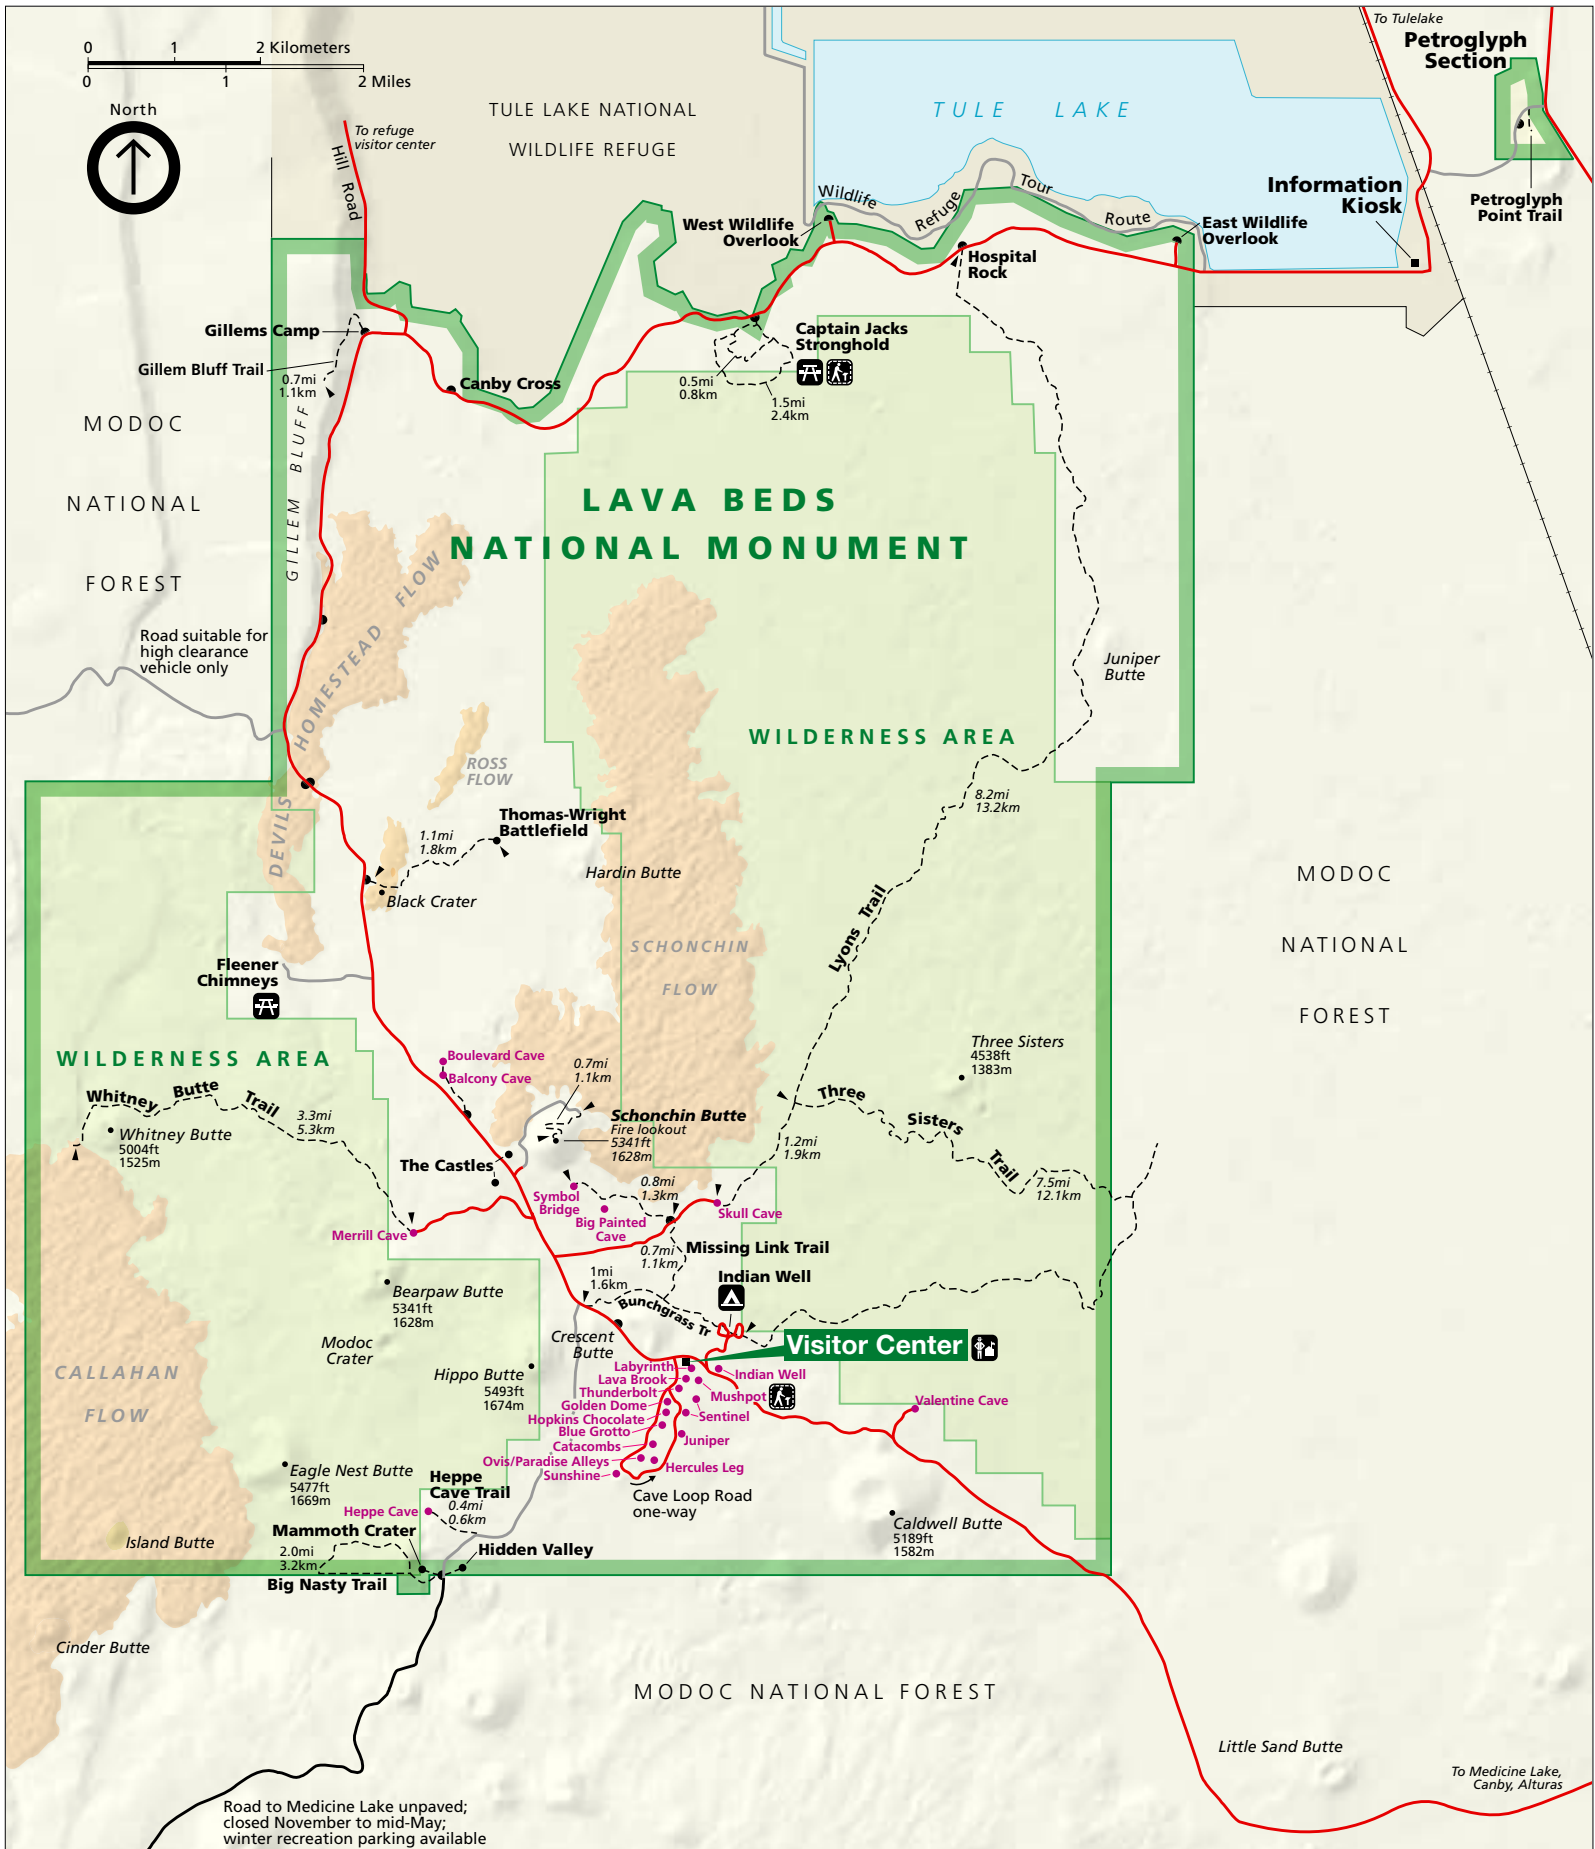 0 1 2 Kilometers
0 1 2 Miles
North
To refuge
visitor center
Hill Road
TULE LAKE NATIONAL
WILDLIFE REFUGE
TULE LAKE
To Tulelake
Petroglyph
Section
Petroglyph
Point Trail
Information
Kiosk
Wildlife Refuge Tour Route
West Wildlife
Overlook
East Wildlife
Overlook
Hospital
Rock
Gillems Camp
Gillem Bluff Trail
0.7mi
1.1km
Canby Cross
Captain Jacks
Stronghold
0.5mi
0.8km
1.5mi
2.4km
MODOC
NATIONAL
FOREST
GILLEM BLUFF
LAVA BEDS
NATIONAL MONUMENT
Road suitable for
high clearance
vehicle only
DEVILS HOMESTEAD FLOW
Juniper
Butte
WILDERNESS AREA
ROSS
FLOW
8.2mi
13.2km
Thomas-Wright
Battlefield
1.1mi
1.8km
Hardin Butte
Black Crater
MODOC
NATIONAL
FOREST
Lyons Trail
SCHONCHIN
FLOW
Fleener
Chimneys
WILDERNESS AREA
Three Sisters
4538ft
1383m
Boulevard Cave
Balcony Cave
0.7mi
1.1km
Whitney Butte Trail
3.3mi
5.3km
Whitney Butte
5004ft
1525m
Schonchin Butte
Fire lookout
5341ft
1628m
Three Sisters Trail
1.2mi
1.9km
7.5mi
12.1km
The Castles
Symbol
Bridge
0.8mi
1.3km
Big Painted
Cave
Skull Cave
Merrill Cave
0.7mi
1.1km
Missing Link Trail
1mi
1.6km
Indian Well
Bunchgrass Tr
Bearpaw Butte
5341ft
1628m
Modoc
Crater
Crescent
Butte
Visitor Center
Hippo Butte
5493ft
1674m
CALLAHAN
FLOW
Labyrinth
Lava Brook
Thunderbolt
Golden Dome
Hopkins Chocolate
Blue Grotto
Catacombs
Ovis/Paradise Alleys
Sunshine
Indian Well
Mushpot
Sentinel
Juniper
Hercules Leg
Valentine Cave
Cave Loop Road
one-way
Eagle Nest Butte
5477ft
1669m
Heppe
Cave Trail
0.4mi
0.6km
Heppe Cave
Mammoth Crater
Island Butte
2.0mi
3.2km
Big Nasty Trail
Hidden Valley
Caldwell Butte
5189ft
1582m
Cinder Butte
MODOC NATIONAL FOREST
Little Sand Butte
To Medicine Lake,
Canby, Alturas
Road to Medicine Lake unpaved;
closed November to mid-May;
winter recreation parking available